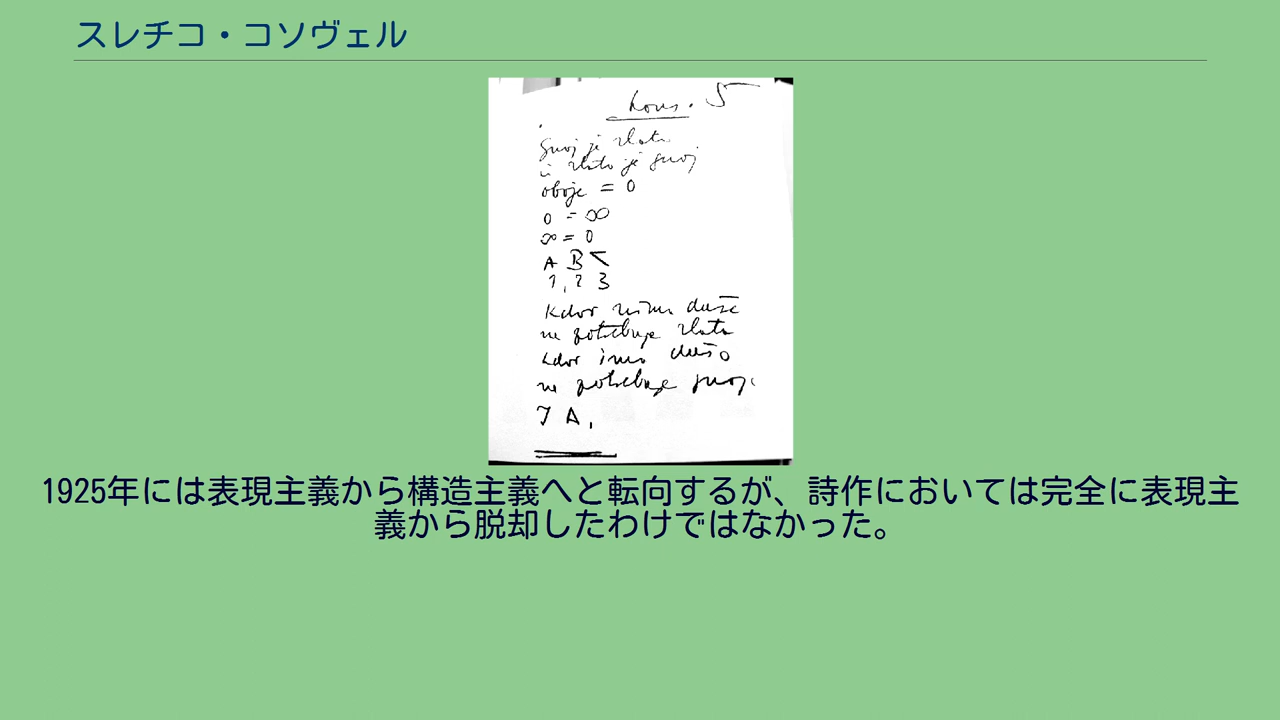 スレチコ・コソヴェル
Kons. 5
Gnoj je zlato
in zlato je gnoj
oboje = 0
0 = ∞
∞ = 0
A B <
1, 2 3
Kdor nima duše
ne potrebuje zlata
kdor ima dušo
ne potrebuje gnoja
I A,
1925年には表現主義から構造主義へと転向するが、詩作においては完全に表現主
義から脱却したわけではなかった。